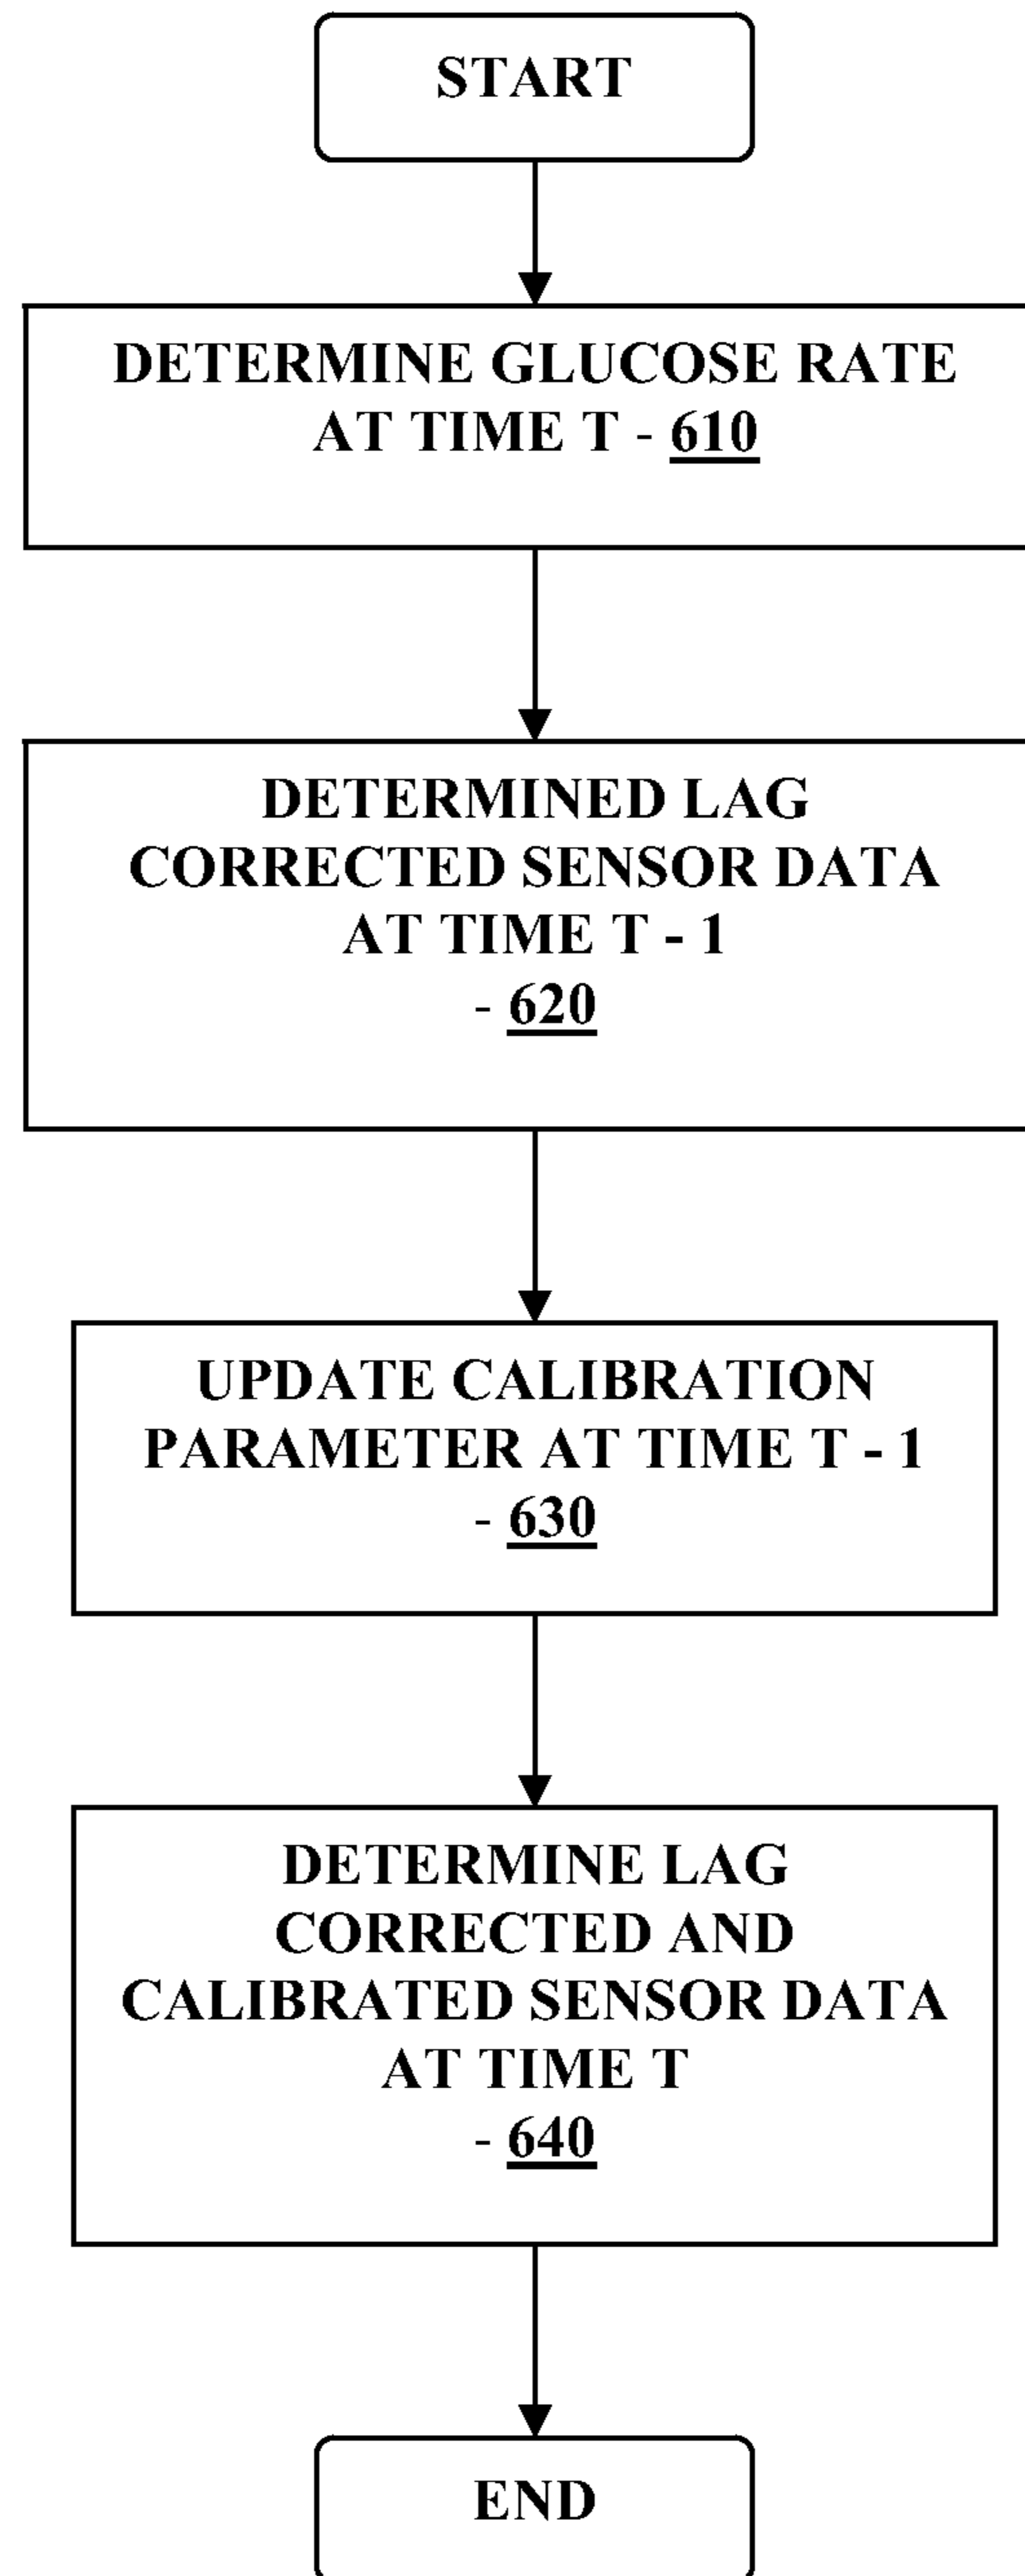 START
DETERMINE GLUCOSE RATE
AT TIME T - 610
DETERMINED LAG
CORRECTED SENSOR DATA
AT TIME T - 1
- 620
UPDATE CALIBRATION
PARAMETER AT TIME T - 1
- 630
DETERMINE LAG
CORRECTED AND
CALIBRATED SENSOR DATA
AT TIME T
- 640
END